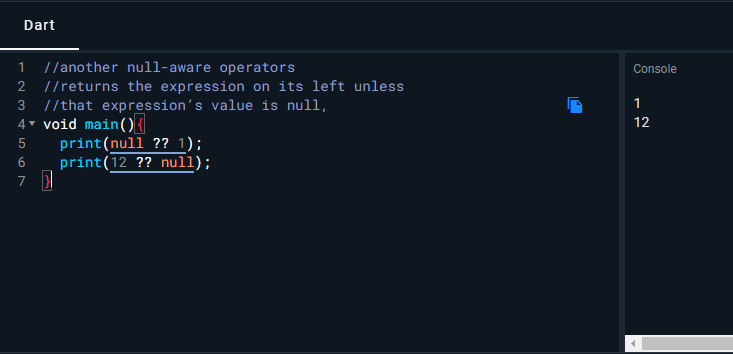 Dart
1 //another null-aware operators
2 //returns the expression on its left unless
3 //that expression's value is null,
4 void main(){
5 print(null ?? 1);
6 print(12 ?? null);
7 }
Console
1
12